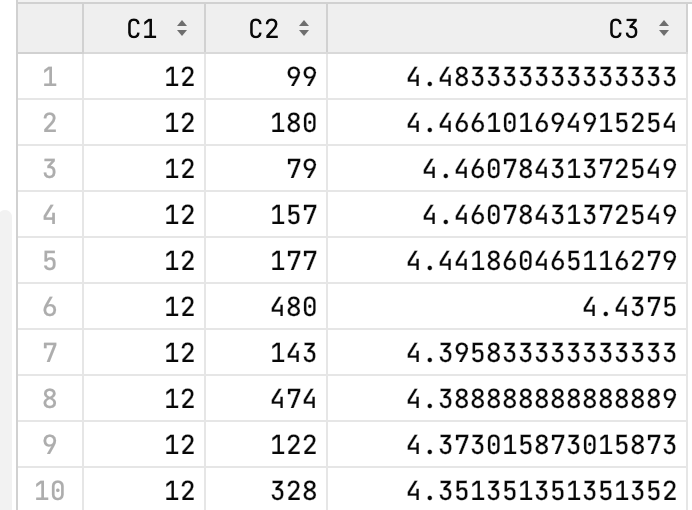 C1 C2 C3
1 12 99 4.483333333333333
2 12 180 4.466101694915254
3 12 79 4.46078431372549
4 12 157 4.46078431372549
5 12 177 4.441860465116279
6 12 480 4.4375
7 12 143 4.395833333333333
8 12 474 4.388888888888889
9 12 122 4.373015873015873
10 12 328 4.351351351351352